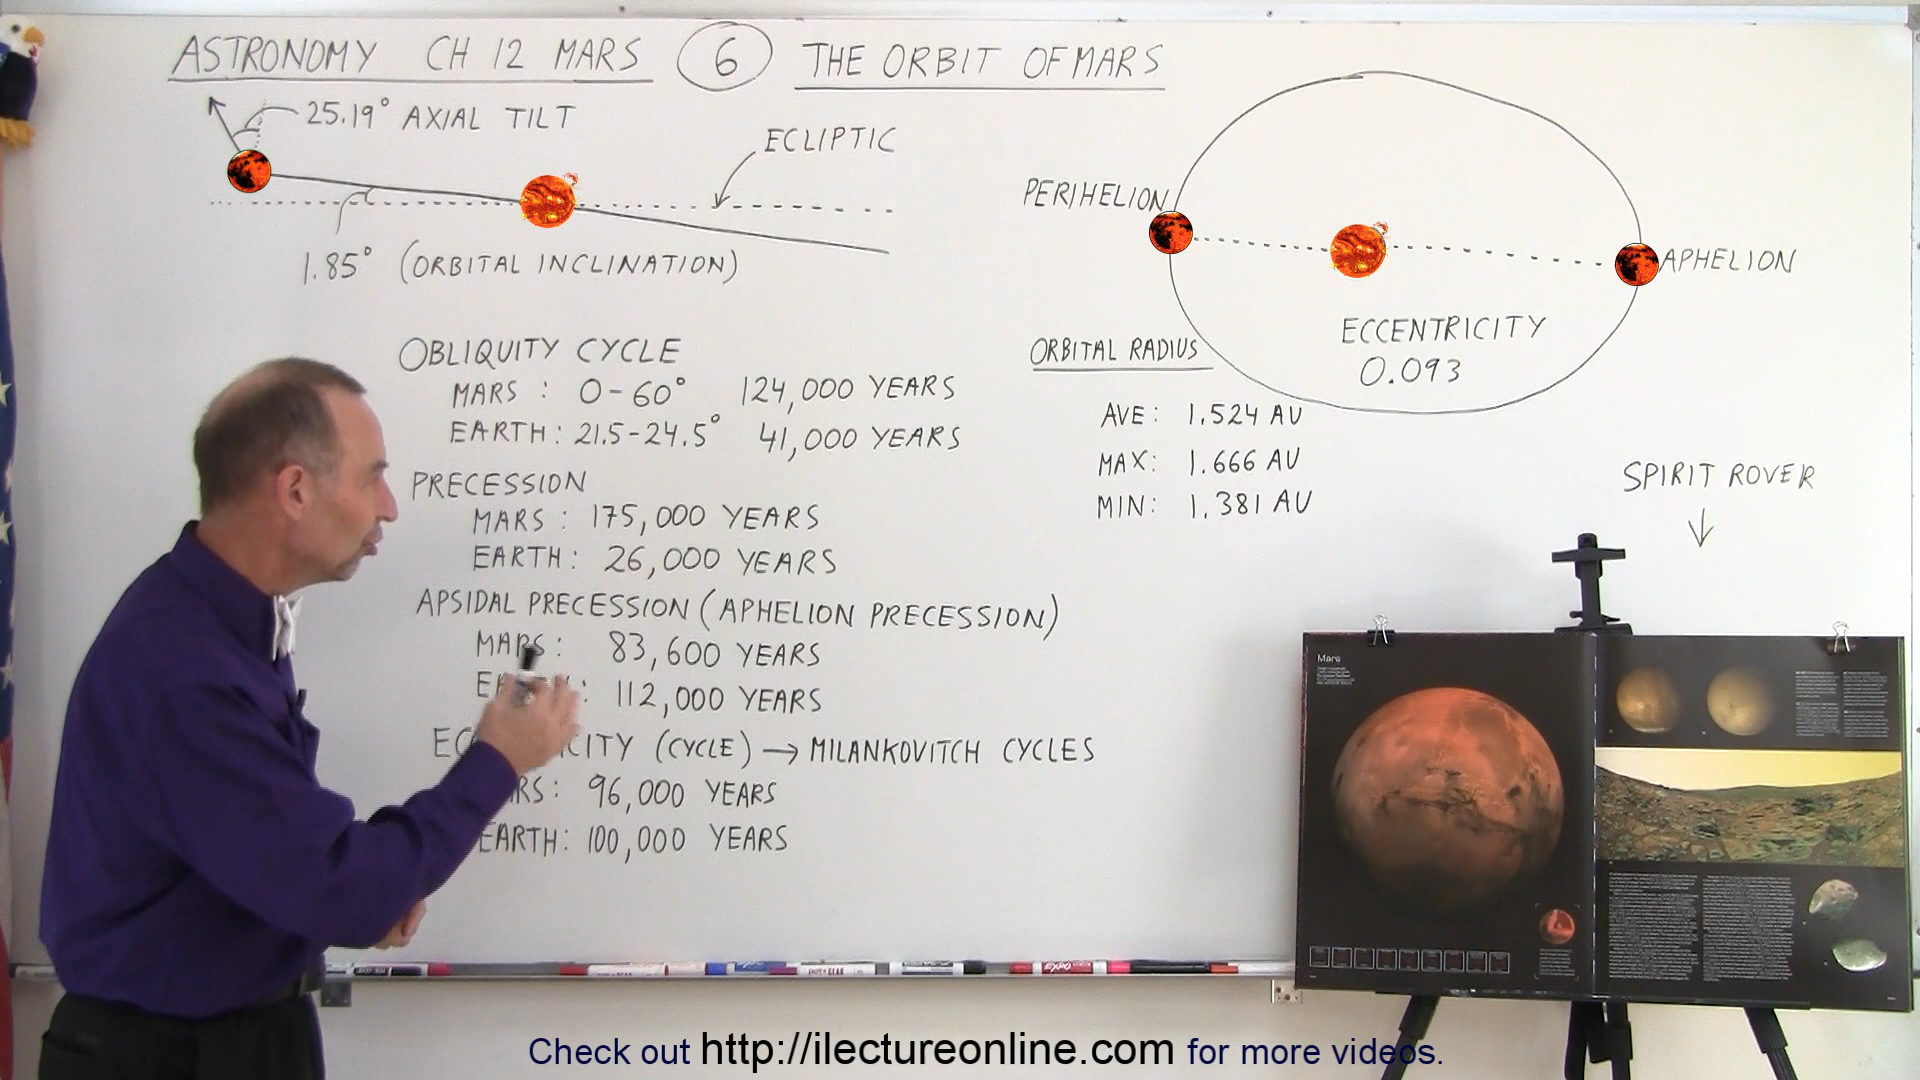 ASTRONOMY CH 12 MARS 6 THE ORBIT OF MARS
25.19° AXIAL TILT
ECLIPTIC
1.85° (ORBITAL INCLINATION)
PERIHELION
APHELION
ECCENTRICITY
0.093
OBLIQUITY CYCLE
MARS : 0-60° 124,000 YEARS
EARTH: 21.5-24.5° 41,000 YEARS
PRECESSION
MARS : 175,000 YEARS
EARTH: 26,000 YEARS
APSIDAL PRECESSION (APHELION PRECESSION)
MARS: 83,600 YEARS
: 112,000 YEARS
(CYCLE) → MILANKOVITCH CYCLES
: 96,000 YEARS
EARTH: 100,000 YEARS
ORBITAL RADIUS
AVE: 1.524 AU
MAX: 1.666 AU
MIN: 1.381 AU
SPIRIT ROVER
↓
Mars
EXPO
Check out http://ilectureonline.com for more videos.